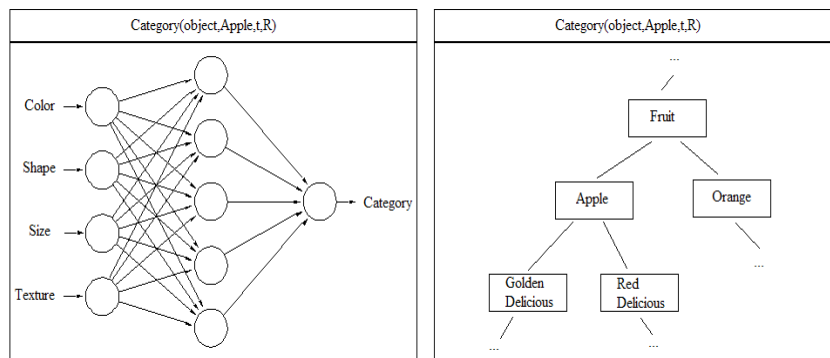 Category(object,Apple,t,R)
Color
Shape
Size
Texture
Category
Category(object,Apple,t,R)
...
Fruit
Apple
Orange
...
Golden
Delicious
Red
Delicious
...
...